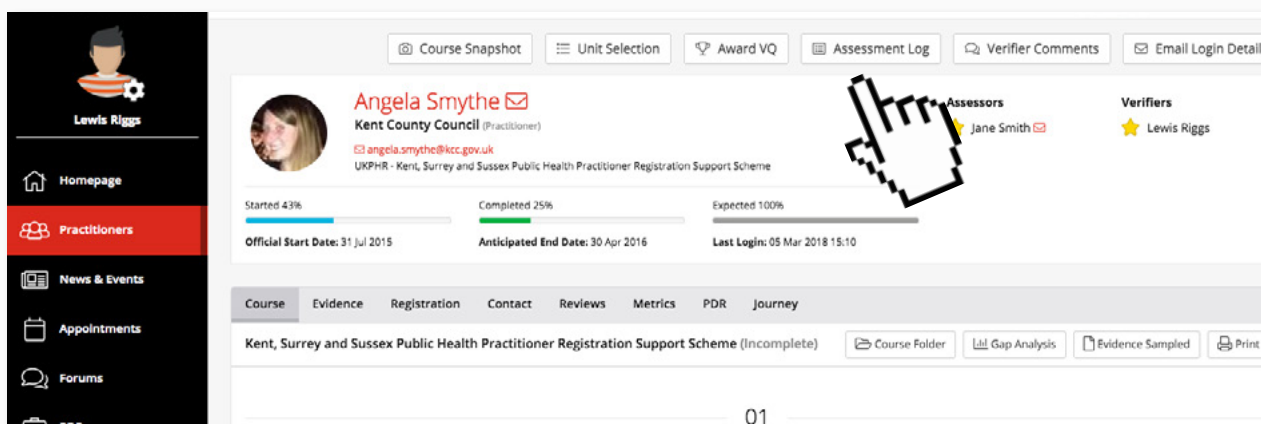 Course Snapshot Unit Selection Award VQ Assessment Log Verifier Comments Email Login Detail
Lewis Riggs
Homepage
Practitioners
News & Events
Appointments
Forums
Angela Smythe
Kent County Council (Practitioner)
angela.smythe@kcc.gov.uk
UKPHR - Kent, Surrey and Sussex Public Health Practitioner Registration Support Scheme
Assessors Verifiers
Jane Smith Lewis Riggs
Started 43% Completed 25% Expected 100%
Official Start Date: 31 Jul 2015 Anticipated End Date: 30 Apr 2016 Last Login: 05 Mar 2018 15:10
Course Evidence Registration Contact Reviews Metrics PDR Journey
Kent, Surrey and Sussex Public Health Practitioner Registration Support Scheme (Incomplete) Course Folder Gap Analysis Evidence Sampled Print
01